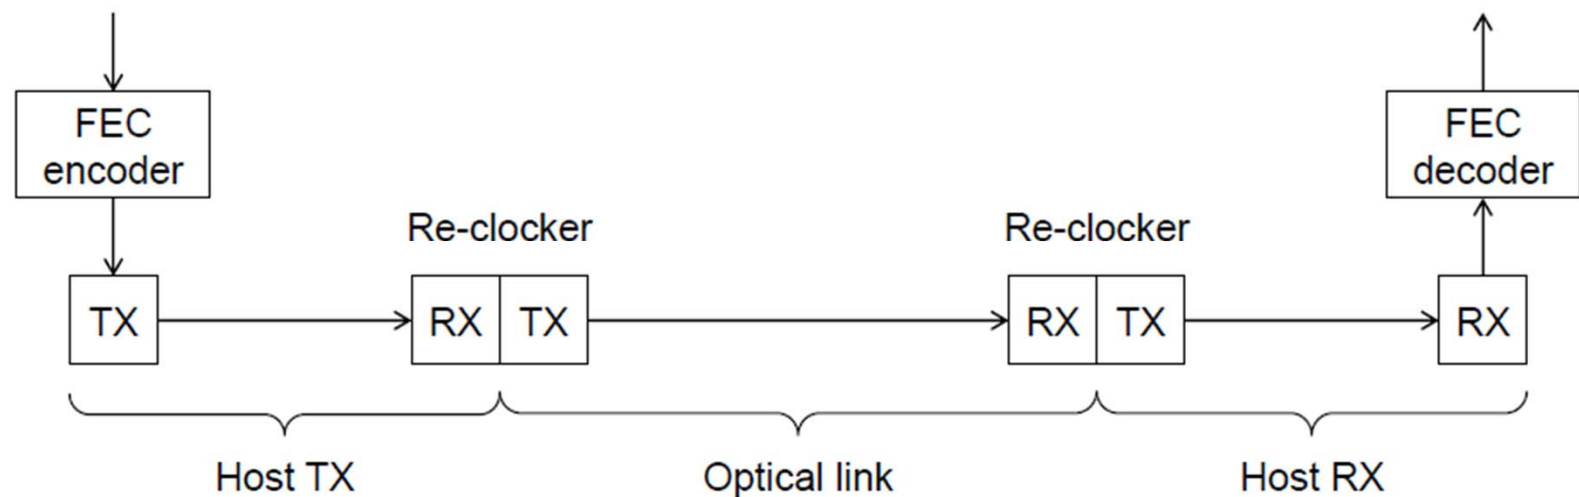 FEC
encoder
FEC
decoder
Re-clocker
Re-clocker
TX
RX
TX
RX
TX
RX
Host TX
Optical link
Host RX